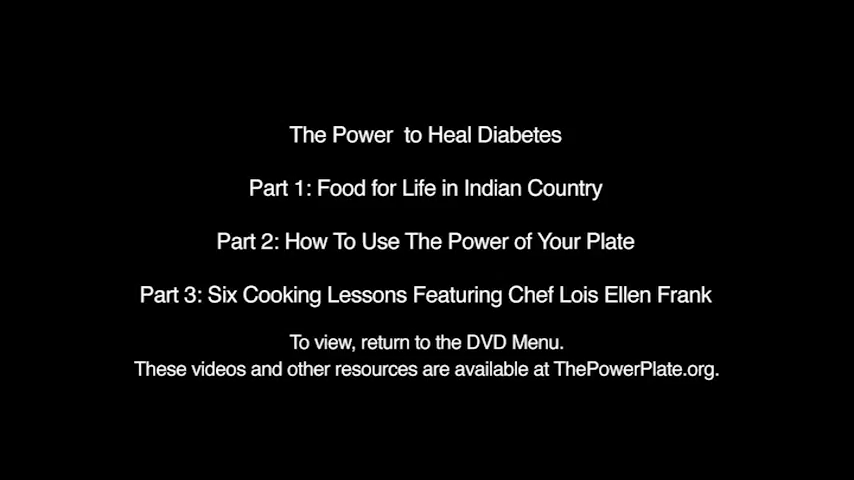 The Power to Heal Diabetes
Part 1: Food for Life in Indian Country
Part 2: How To Use The Power of Your Plate
Part 3: Six Cooking Lessons Featuring Chef Lois Ellen Frank
To view, return to the DVD Menu.
These videos and other resources are available at ThePowerPlate.org.